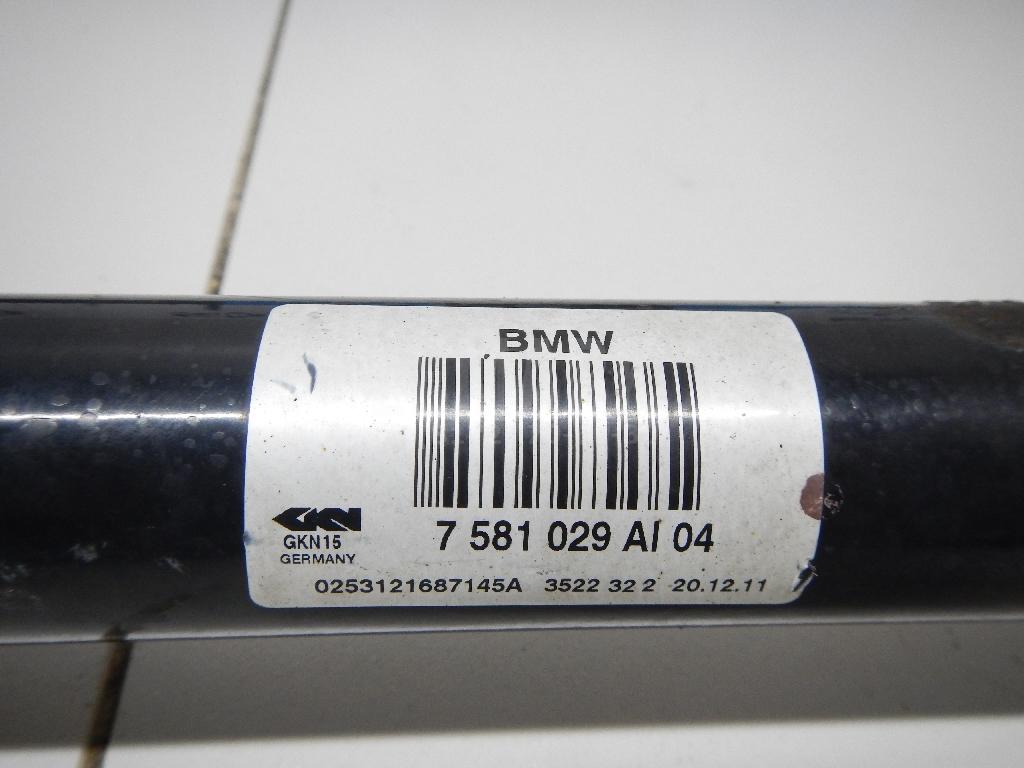 BMW
7 581 029 AI 04
GKN
GKN15
GERMANY
0253121687145A 3522 32 2 20.12.11